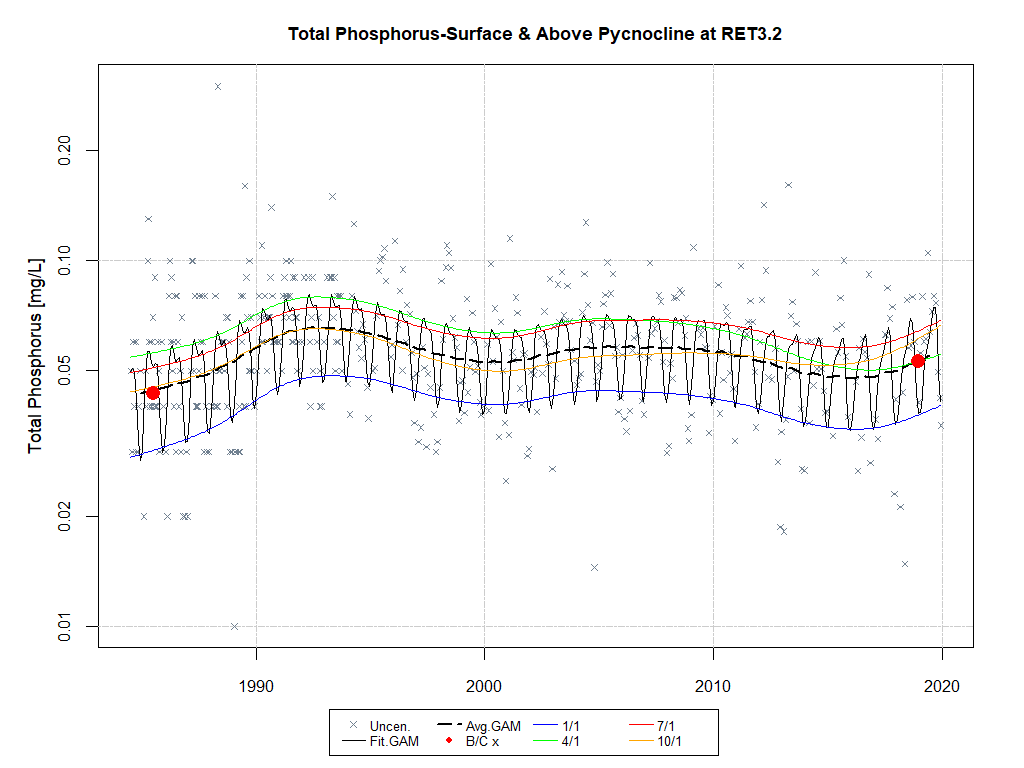 Total Phosphorus-Surface & Above Pycnocline at RET3.2
Total Phosphorus [mg/L]
0.20
0.10
0.05
0.02
0.01
1990 2000 2010 2020
Uncen. Avg.GAM 1/1 7/1
Fit.GAM B/C x 4/1 10/1